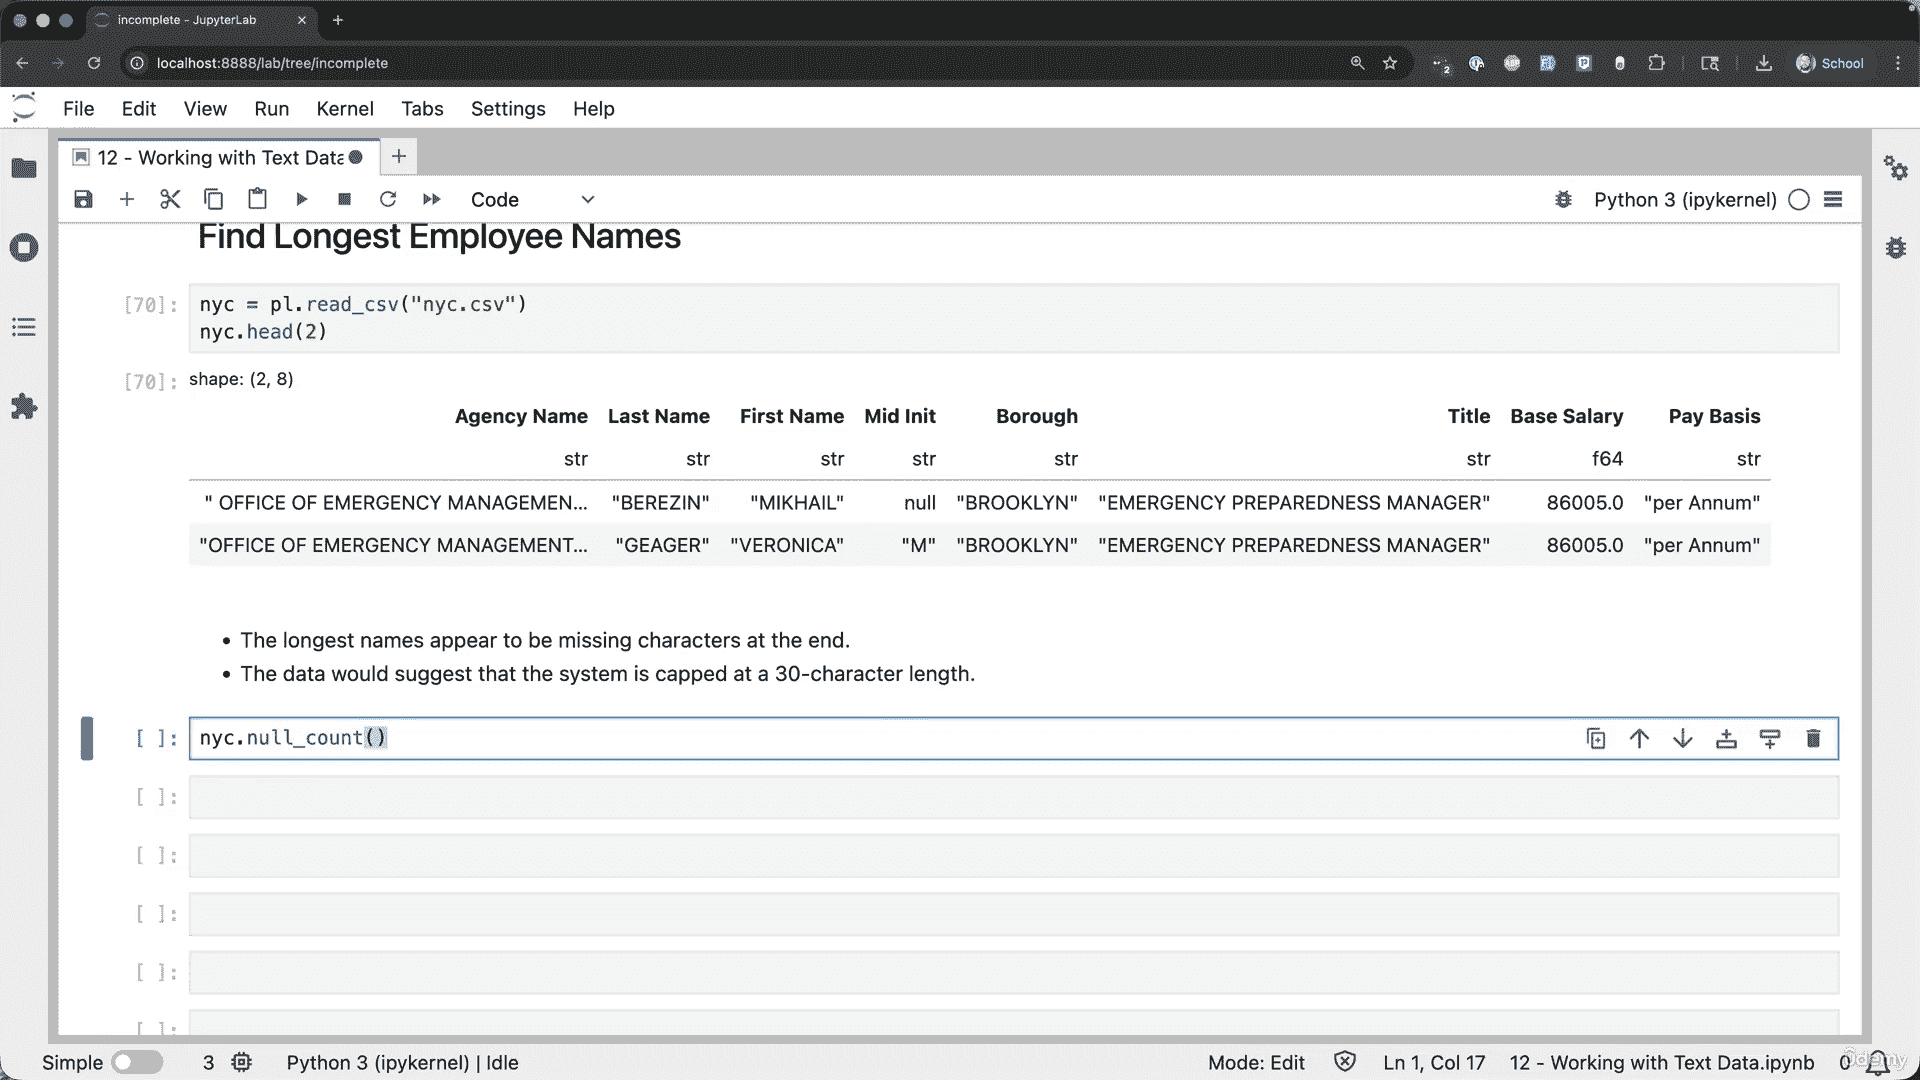 incomplete - JupyterLab
localhost:8888/lab/tree/incomplete
2
School
File Edit View Run Kernel Tabs Settings Help
12 - Working with Text Data
Code
Python 3 (ipykernel)
Find Longest Employee Names
[70]: nyc = pl.read_csv("nyc.csv")
nyc.head(2)
[70]: shape: (2, 8)
Agency Name Last Name First Name Mid Init Borough Title Base Salary Pay Basis
str str str str str str f64 str
" OFFICE OF EMERGENCY MANAGEMEN... "BEREZIN" "MIKHAIL" null "BROOKLYN" "EMERGENCY PREPAREDNESS MANAGER" 86005.0 "per Annum"
"OFFICE OF EMERGENCY MANAGEMENT... "GEAGER" "VERONICA" "M" "BROOKLYN" "EMERGENCY PREPAREDNESS MANAGER" 86005.0 "per Annum"
• The longest names appear to be missing characters at the end.
• The data would suggest that the system is capped at a 30-character length.
[ ]: nyc.null_count()
[ ]:
[ ]:
[ ]:
[ ]:
[ ]:
Simple 3 Python 3 (ipykernel) | Idle Mode: Edit Ln 1, Col 17 12 - Working with Text Data.ipynb 0
udemy